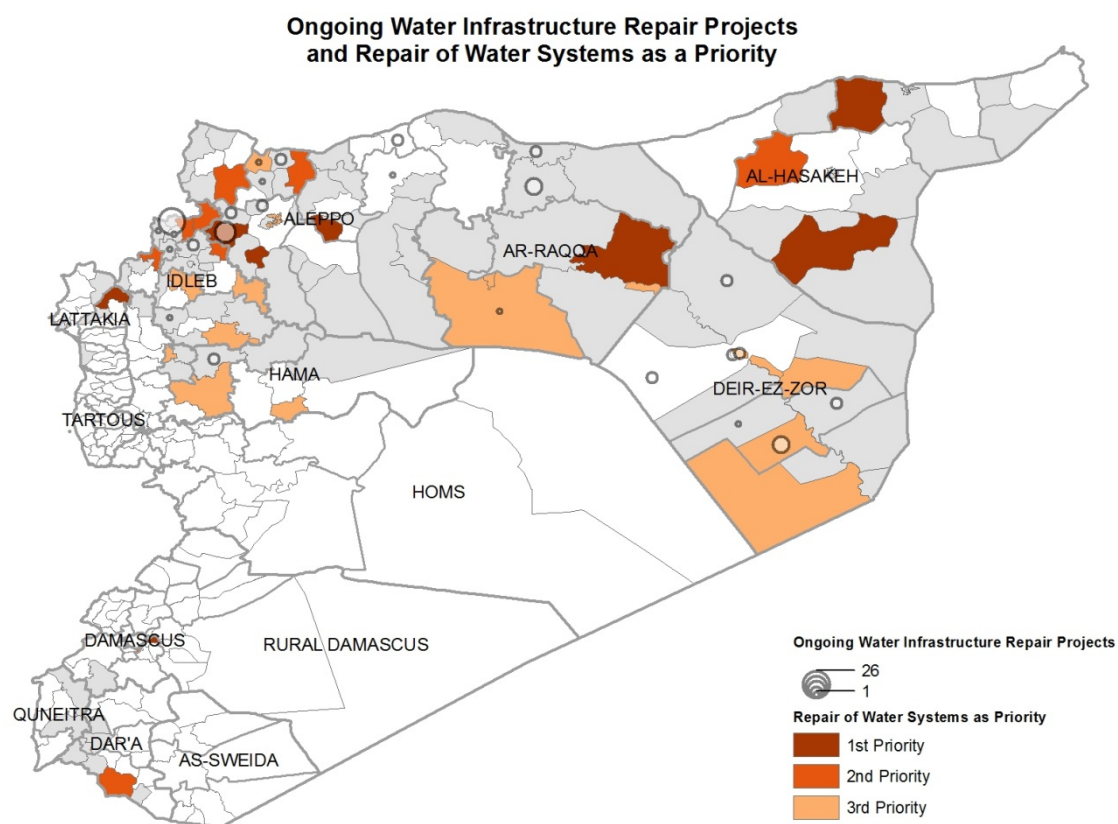 Ongoing Water Infrastructure Repair Projects
and Repair of Water Systems as a Priority
AL-HASAKEH
ALEPPO
AR-RAQQA
IDLEB
LATTAKIA
HAMA
DEIR-EZ-ZOR
TARTOUS
HOMS
DAMASCUS
RURAL DAMASCUS
QUNEITRA
DAR'A
AS-SWEIDA
Ongoing Water Infrastructure Repair Projects
26
1
Repair of Water Systems as Priority
1st Priority
2nd Priority
3rd Priority